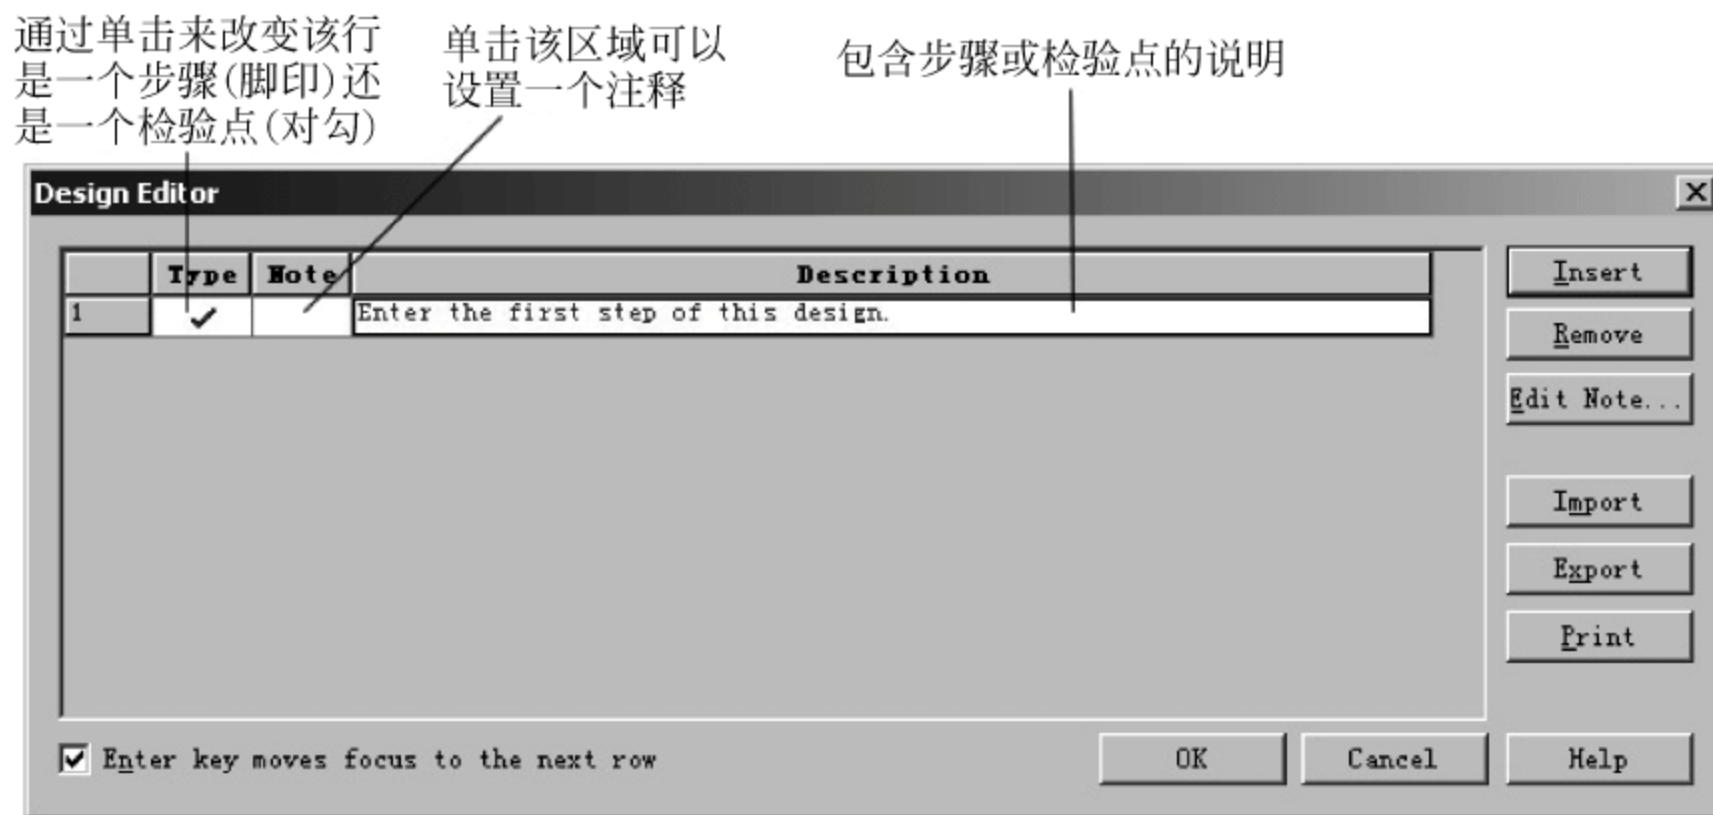 通过单击来改变该行
是一个步骤(脚印)还
是一个检验点(对勾)
单击该区域可以
设置一个注释
包含步骤或检验点的说明
Design Editor
Type Note Description
1 Enter the first step of this design.
Insert
Remove
Edit Note...
Import
Export
Print
Enter key moves focus to the next row
OK Cancel Help